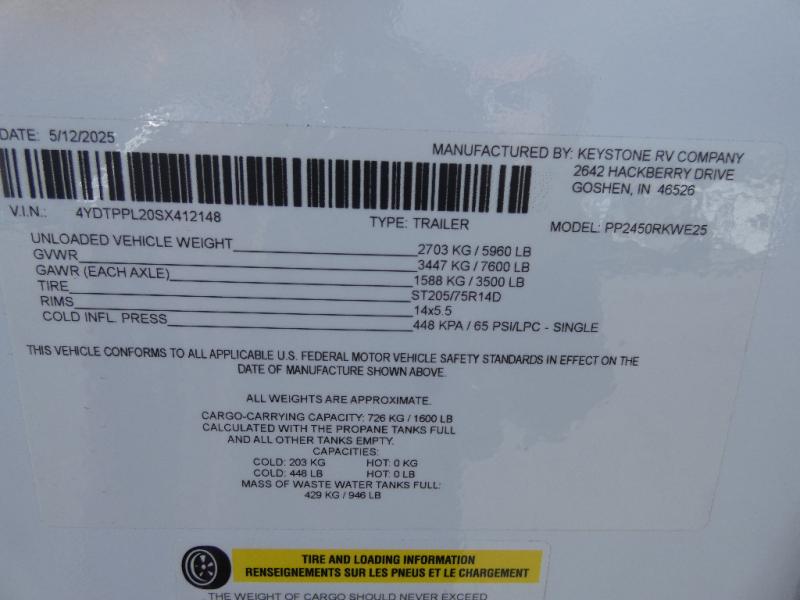 DATE: 5/12/2025
MANUFACTURED BY: KEYSTONE RV COMPANY
2642 HACKBERRY DRIVE
GOSHEN, IN 46526
V.I.N.: 4YDTPPL20SX412148
TYPE: TRAILER
MODEL: PP2450RKWE25
UNLOADED VEHICLE WEIGHT 2703 KG / 5960 LB
GVWR 3447 KG / 7600 LB
GAWR (EACH AXLE) 1588 KG / 3500 LB
TIRE ST205/75R14D
RIMS 14x5.5
COLD INFL. PRESS 448 KPA / 65 PSI/LPC - SINGLE
THIS VEHICLE CONFORMS TO ALL APPLICABLE U.S. FEDERAL MOTOR VEHICLE SAFETY STANDARDS IN EFFECT ON THE
DATE OF MANUFACTURE SHOWN ABOVE.
ALL WEIGHTS ARE APPROXIMATE.
CARGO-CARRYING CAPACITY: 726 KG / 1600 LB
CALCULATED WITH THE PROPANE TANKS FULL
AND ALL OTHER TANKS EMPTY.
CAPACITIES:
COLD: 203 KG HOT: 0 KG
COLD: 448 LB HOT: 0 LB
MASS OF WASTE WATER TANKS FULL:
429 KG / 946 LB
TIRE AND LOADING INFORMATION
RENSEIGNEMENTS SUR LES PNEUS ET LE CHARGEMENT
THE WEIGHT OF CARGO SHOULD NEVER EXCEED